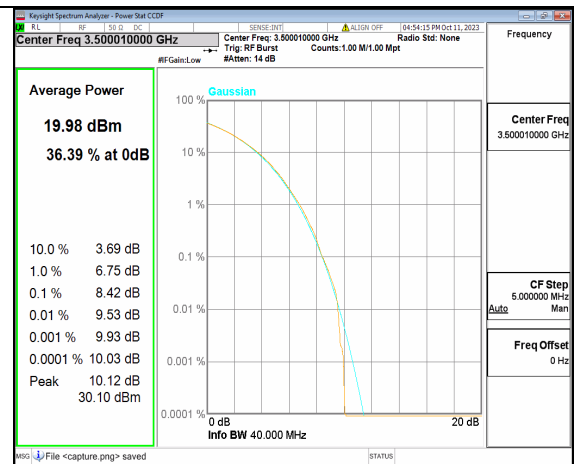 Keysight Spectrum Analyzer - Power Stat CCDF
RL RF 50 Ω DC SENSE:INT ALIGN OFF 04:54:15 PM Oct 11, 2023
Center Freq 3.500010000 GHz
Center Freq: 3.500010000 GHz Radio Std: None
Trig: RF Burst Counts:1.00 M/1.00 Mpt
#IFGain:Low #Atten: 14 dB
Frequency
Average Power
19.98 dBm
36.39 % at 0dB
10.0 % 3.69 dB
1.0 % 6.75 dB
0.1 % 8.42 dB
0.01 % 9.53 dB
0.001 % 9.93 dB
0.0001 % 10.03 dB
Peak 10.12 dB
30.10 dBm
Gaussian
100 %
10 %
1 %
0.1 %
0.01 %
0.001 %
0.0001 %
0 dB 20 dB
Info BW 40.000 MHz
Center Freq
3.500010000 GHz
CF Step
5.000000 MHz
Auto Man
Freq Offset
0 Hz
MSG File <capture.png> saved STATUS